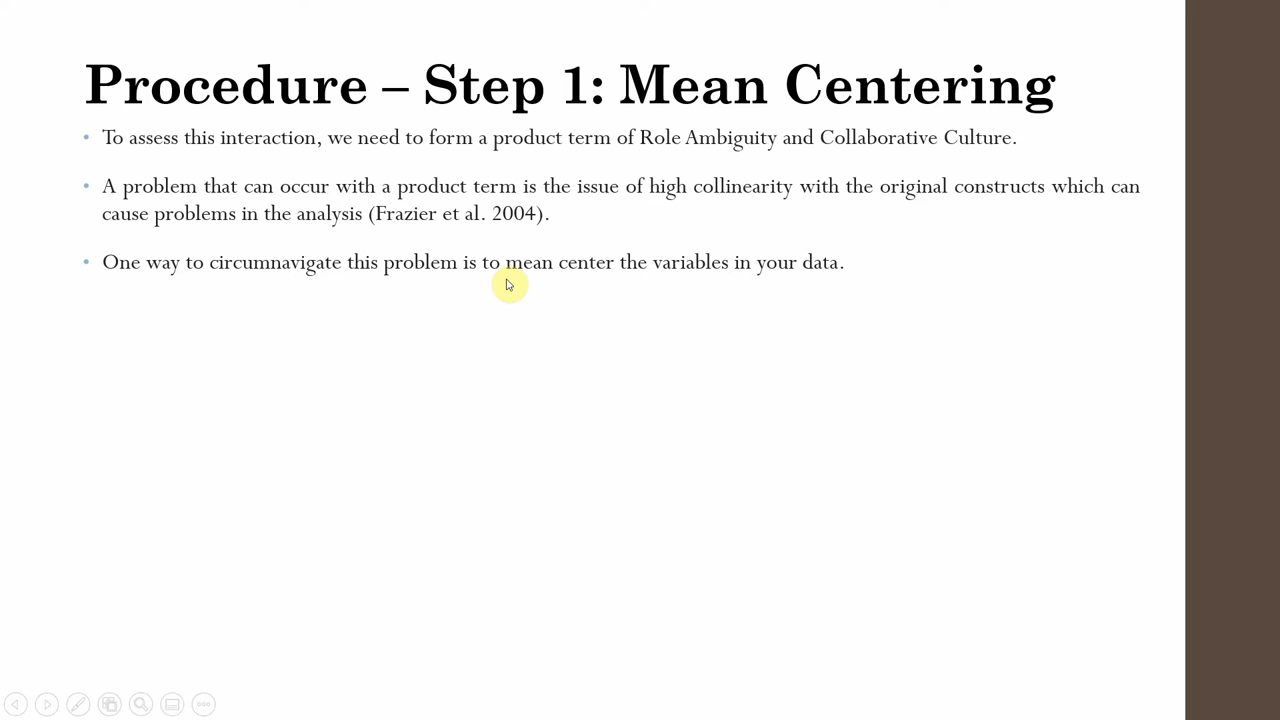 Procedure – Step 1: Mean Centering
• To assess this interaction, we need to form a product term of Role Ambiguity and Collaborative Culture.
• A problem that can occur with a product term is the issue of high collinearity with the original constructs which can
cause problems in the analysis (Frazier et al. 2004).
• One way to circumnavigate this problem is to mean center the variables in your data.